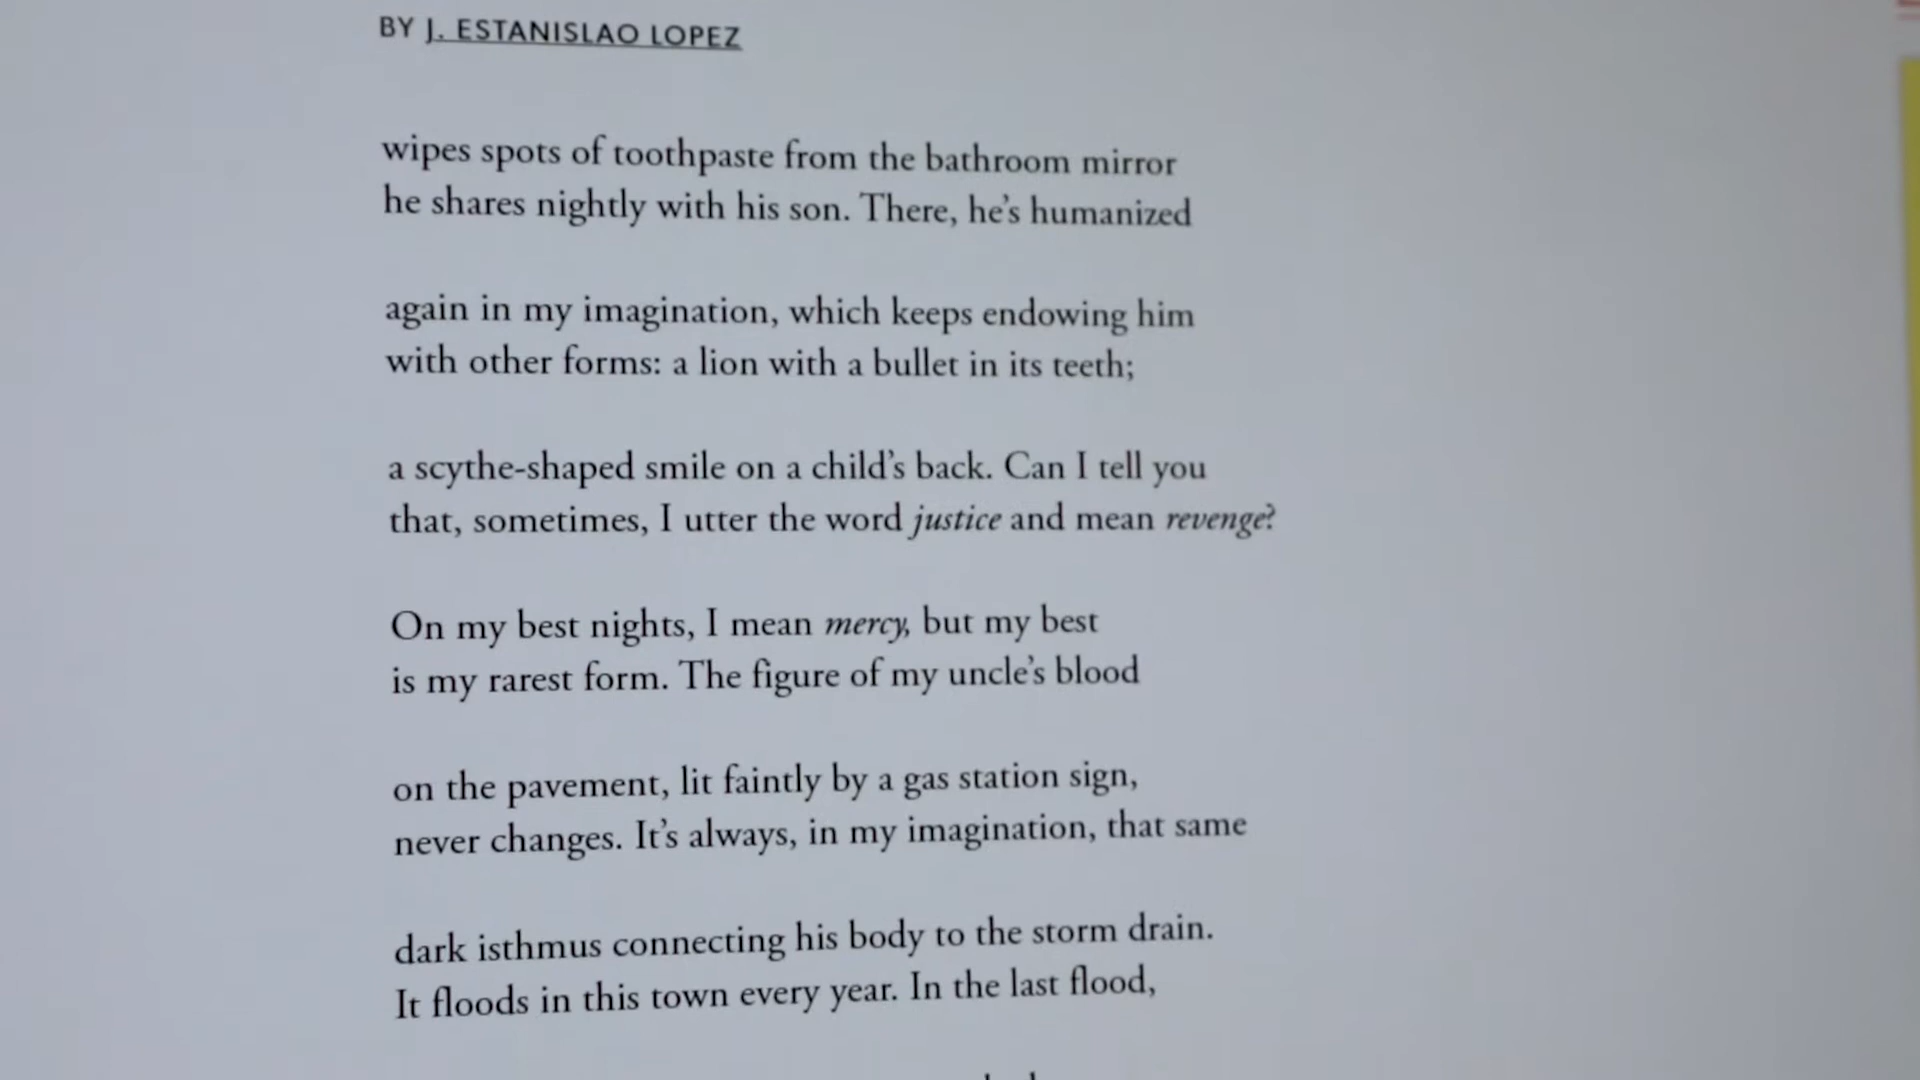 BY J. ESTANISLAO LOPEZ
wipes spots of toothpaste from the bathroom mirror
he shares nightly with his son. There, he's humanized
again in my imagination, which keeps endowing him
with other forms: a lion with a bullet in its teeth;
a scythe-shaped smile on a child's back. Can I tell you
that, sometimes, I utter the word justice and mean revenge?
On my best nights, I mean mercy, but my best
is my rarest form. The figure of my uncle's blood
on the pavement, lit faintly by a gas station sign,
never changes. It's always, in my imagination, that same
dark isthmus connecting his body to the storm drain.
It floods in this town every year. In the last flood,